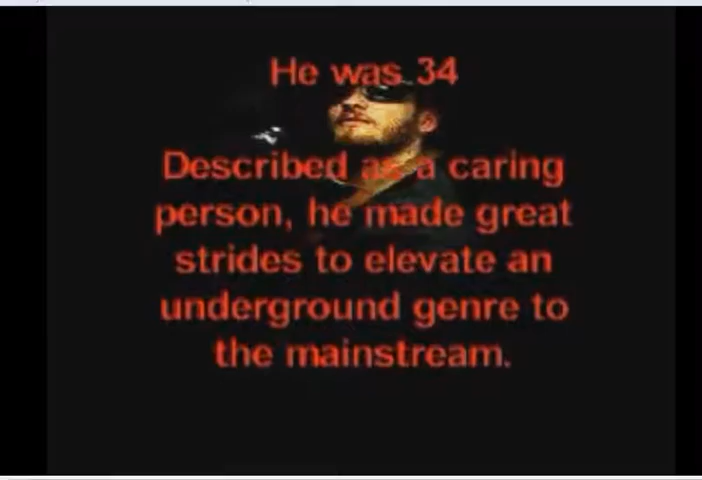 He was 34
Described as a caring
person, he made great
strides to elevate an
underground genre to
the mainstream.